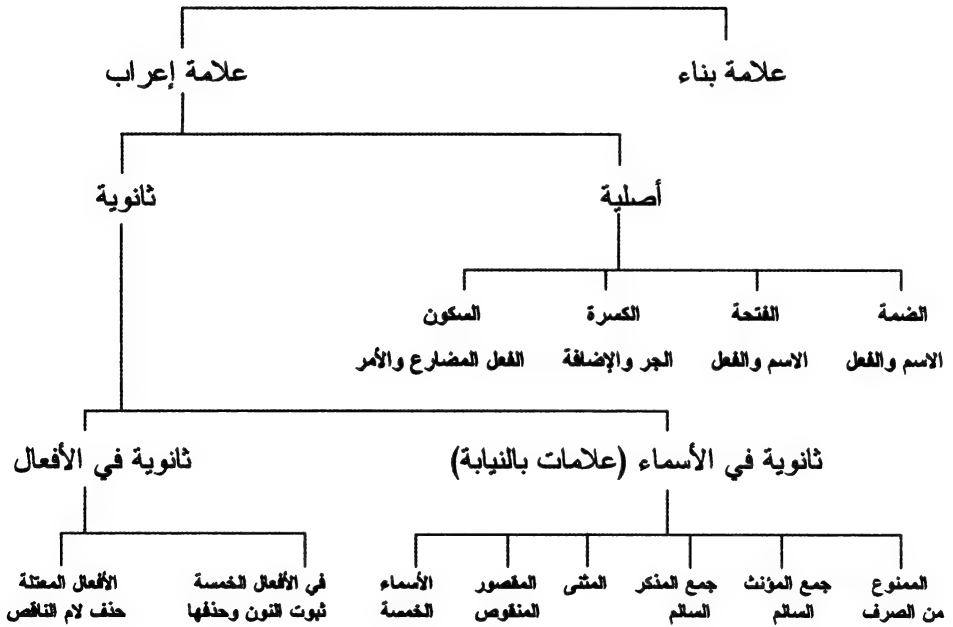 علامة بناء
علامة إعراب
أصلية
ثانوية
الضمة
الفتحة
الكسرة
السكون
الاسم والفعل
الاسم والفعل
الجر والإضافة
الفعل المضارع والأمر
ثانوية في الأسماء (علامات بالنيابة)
ثانوية في الأفعال
الممنوع
من الصرف
جمع المؤنث
السالم
جمع المذكر
السالم
المثنى
المقصور
المنقوص
الأسماء
الخمسة
في الأفعال الخمسة
ثبوت النون وحذفها
الأفعال المعتلة
حذف لام الناقص